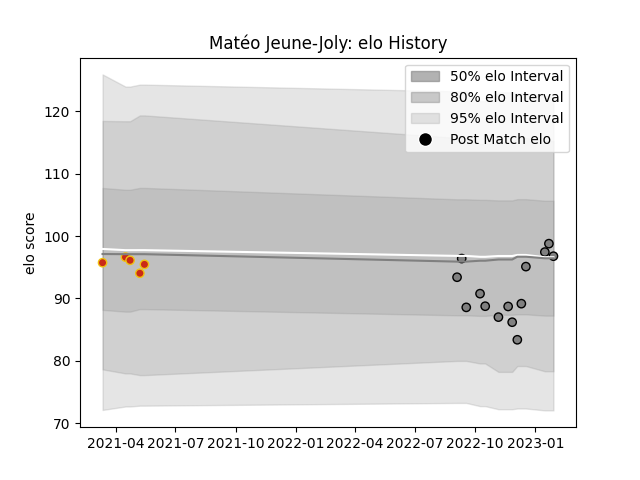 Matéo Jeune-Joly: elo History
50% elo Interval
80% elo Interval
95% elo Interval
Post Match elo
elo score
120
110
100
90
80
70
2021-04 2021-07 2021-10 2022-01 2022-04 2022-07 2022-10 2023-01